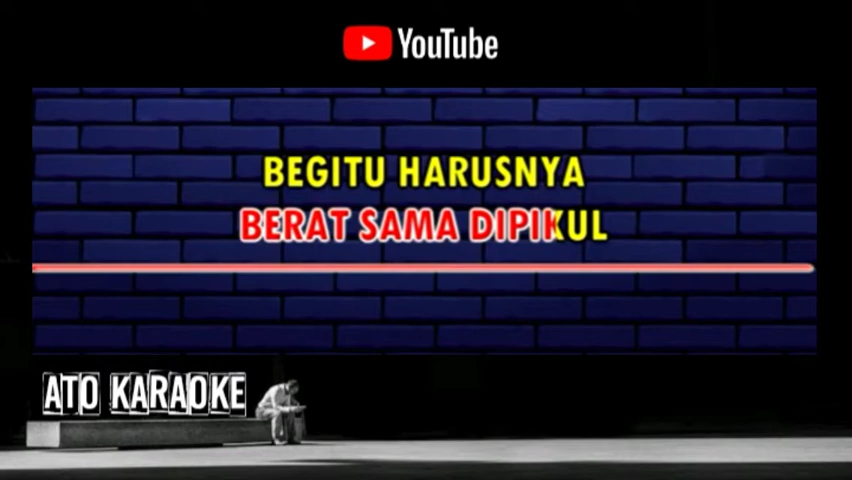 YouTube
BEGITU HARUSNYA
BERAT SAMA DIPIKUL
ATO KARAOKE